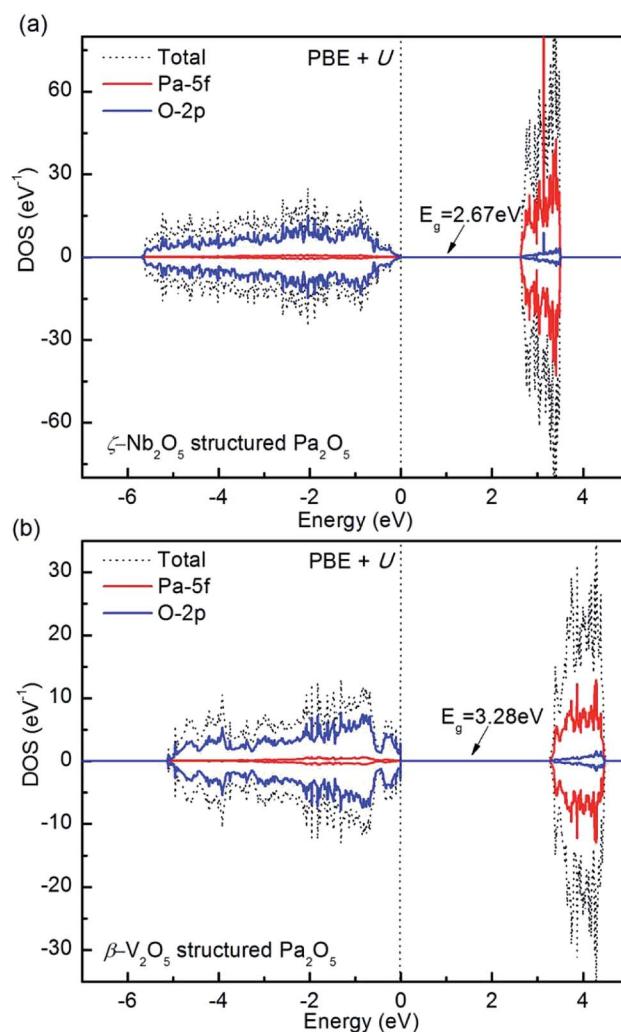 (a)
Total
PBE + U
Pa-5f
O-2p
60
30
0
-30
-60
DOS (eV⁻¹)
E_g=2.67eV
ζ–Nb₂O₅ structured Pa₂O₅
-6 -4 -2 0 2 4
Energy (eV)
(b)
Total
PBE + U
Pa-5f
O-2p
30
20
10
0
-10
-20
-30
DOS (eV⁻¹)
E_g=3.28eV
β–V₂O₅ structured Pa₂O₅
-6 -4 -2 0 2 4
Energy (eV)